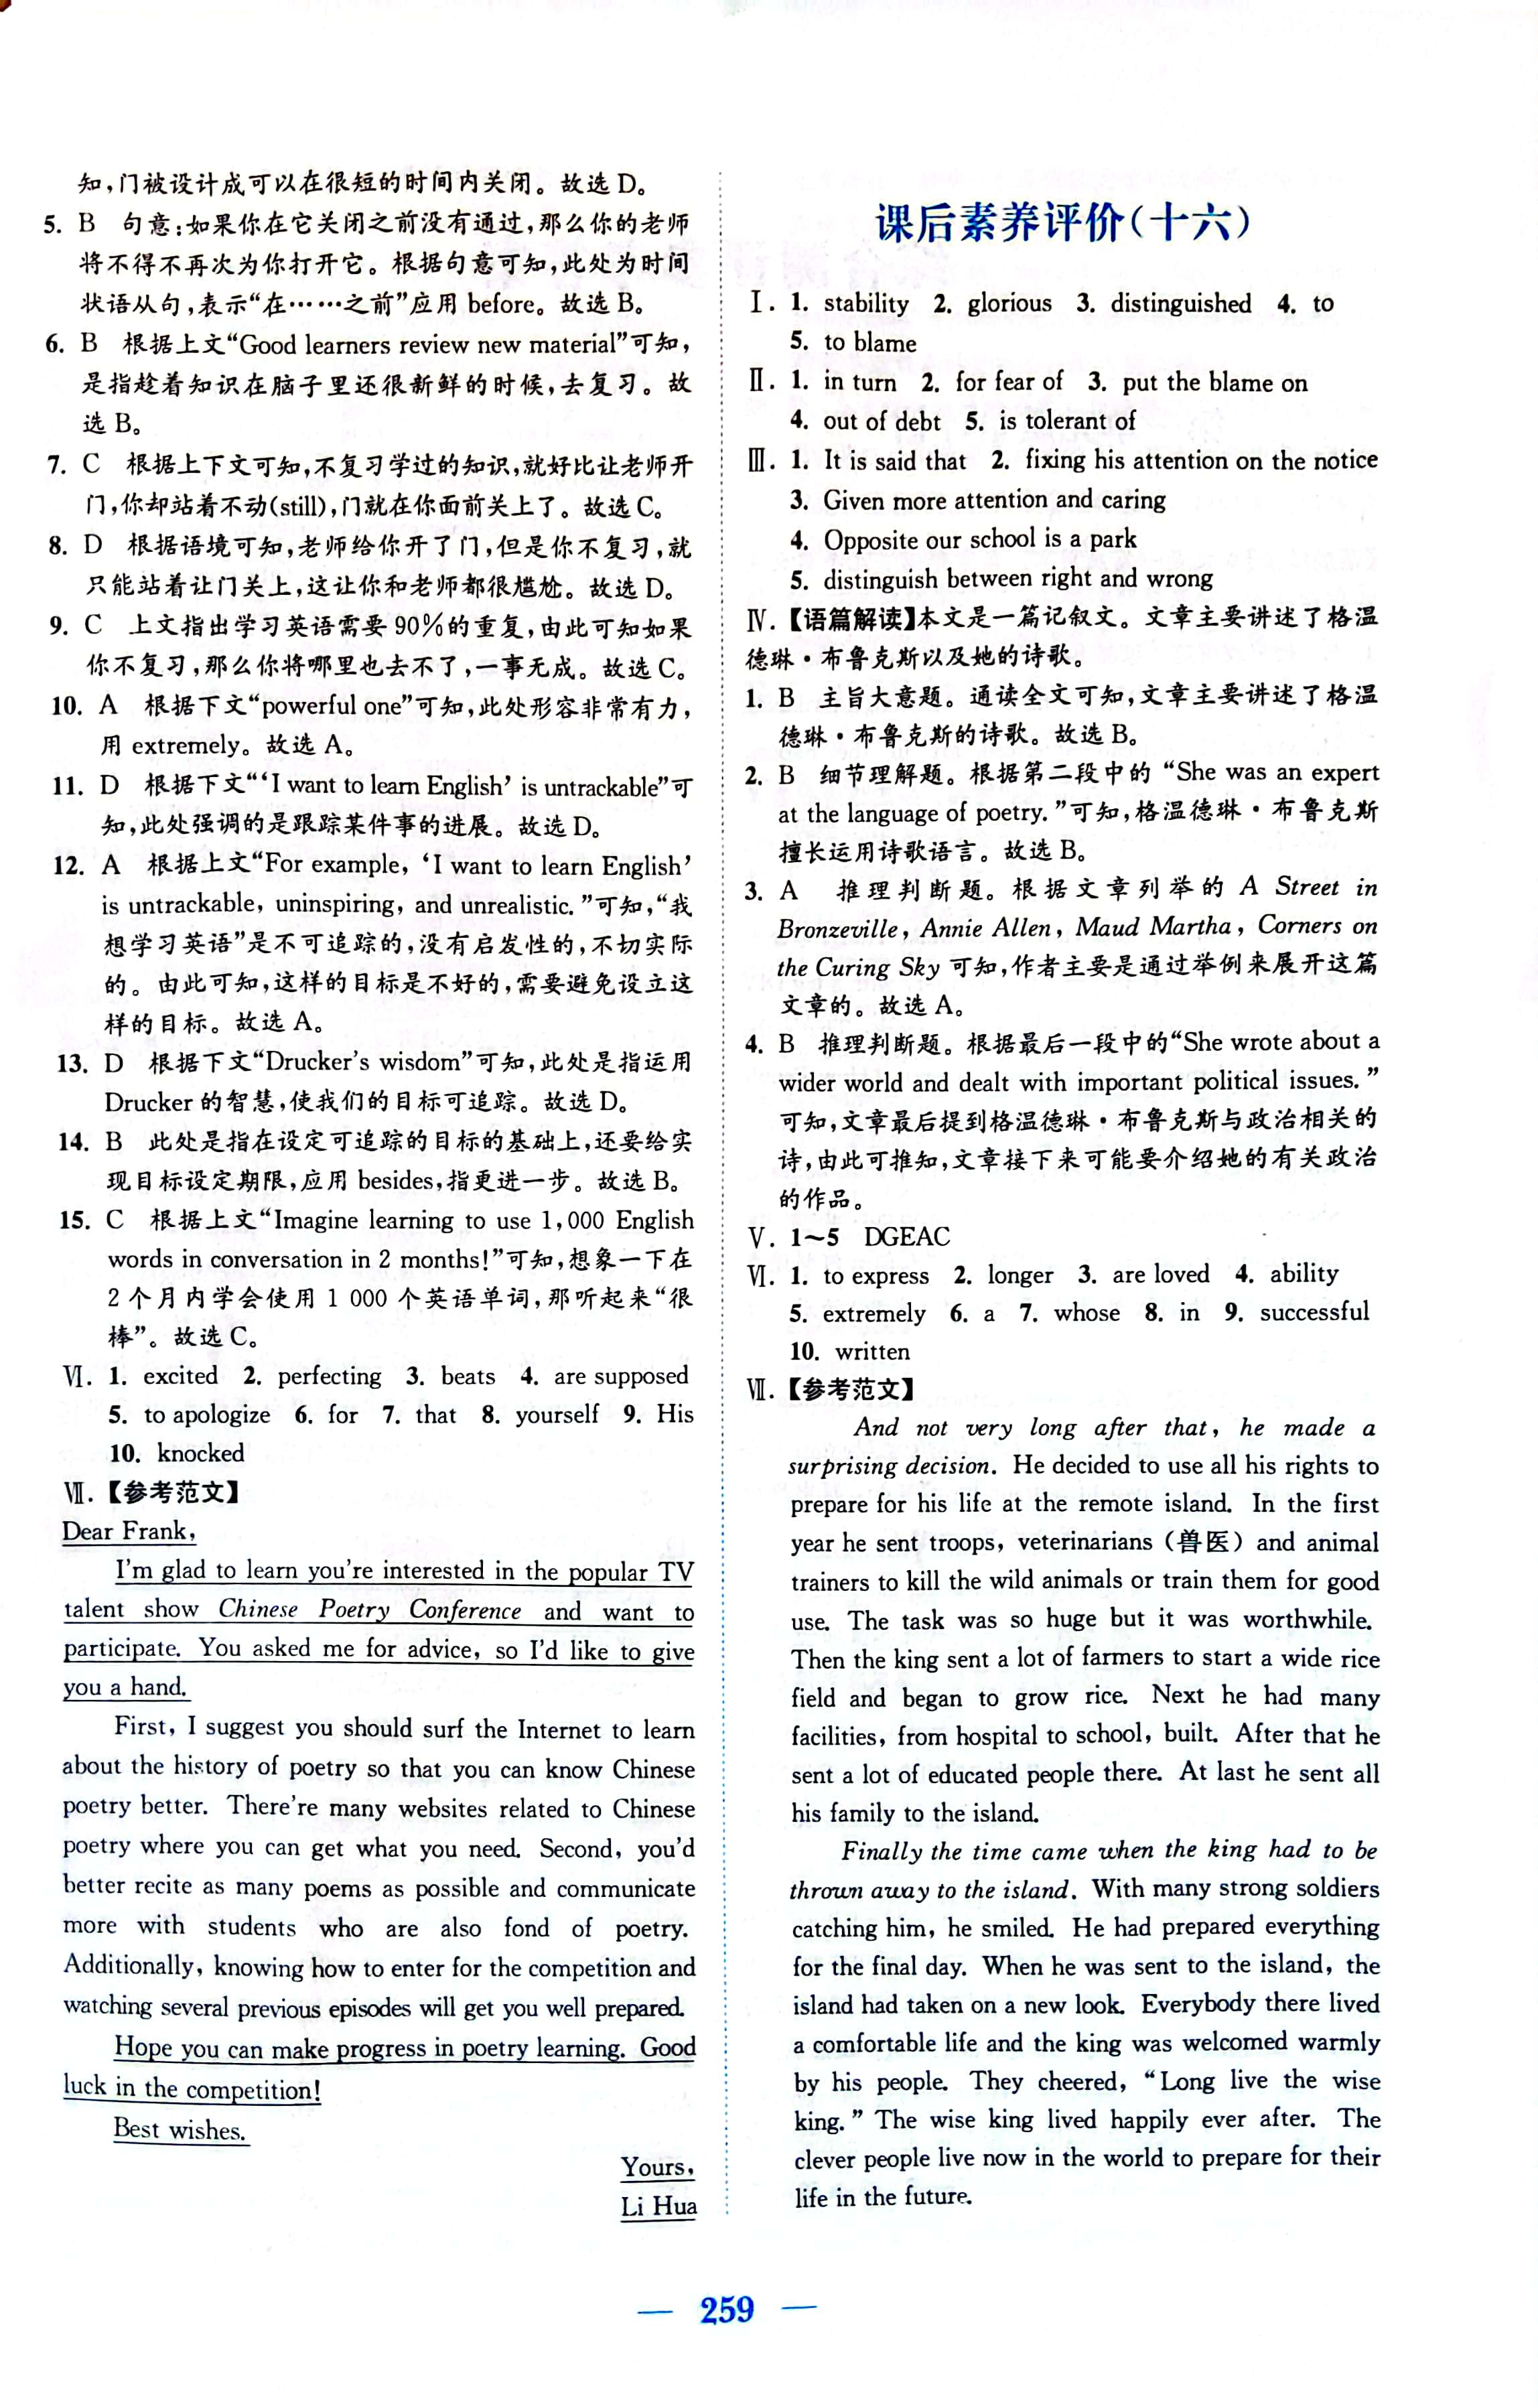 知,门被设计成可以在很短的时间内关闭。故选 D。
5. B 句意:如果你在它关闭之前没有通过,那么你的老师
将不得不再次为你打开它。根据句意可知,此处为时间
状语从句,表示“在……之前”应用 before。故选 B。
6. B 根据上文“Good learners review new material”可知,
是指趁着知识在脑子里还很新鲜的时候,去复习。故
选 B。
7. C 根据上下文可知,不复习学过的知识,就好比让老师开
门,你却站着不动(still),门就在你面前关上了。故选 C。
8. D 根据语境可知,老师给你开了门,但是你不复习,就
只能站着让门关上,这让你和老师都很尴尬。故选 D。
9. C 上文指出学习英语需要 90%的重复,由此可知如果
你不复习,那么你将哪里也去不了,一事无成。故选 C。
10. A 根据下文“powerful one”可知,此处形容非常有力,
用 extremely。故选 A。
11. D 根据下文“‘I want to learn English’ is untrackable”可
知,此处强调的是跟踪某件事的进展。故选 D。
12. A 根据上文“For example, ‘I want to learn English’
is untrackable, uninspiring, and unrealistic.”可知,“我
想学习英语”是不可追踪的,没有启发性的,不切实际
的。由此可知,这样的目标是不好的,需要避免设立这
样的目标。故选 A。
13. D 根据下文“Drucker's wisdom”可知,此处是指运用
Drucker 的智慧,使我们的目标可追踪。故选 D。
14. B 此处是指在设定可追踪的目标的基础上,还要给实
现目标设定期限,应用 besides,指更进一步。故选 B。
15. C 根据上文“Imagine learning to use 1,000 English
words in conversation in 2 months!”可知,想象一下在
2 个月内学会使用 1 000 个英语单词,那听起来“很
棒”。故选 C。
Ⅵ. 1. excited 2. perfecting 3. beats 4. are supposed
5. to apologize 6. for 7. that 8. yourself 9. His
10. knocked
Ⅶ.【参考范文】
Dear Frank,
I'm glad to learn you're interested in the popular TV
talent show Chinese Poetry Conference and want to
participate. You asked me for advice, so I'd like to give
you a hand.
First, I suggest you should surf the Internet to learn
about the history of poetry so that you can know Chinese
poetry better. There're many websites related to Chinese
poetry where you can get what you need. Second, you'd
better recite as many poems as possible and communicate
more with students who are also fond of poetry.
Additionally, knowing how to enter for the competition and
watching several previous episodes will get you well prepared.
Hope you can make progress in poetry learning. Good
luck in the competition!
Best wishes.
Yours,
Li Hua
课后素养评价(十六)
Ⅰ. 1. stability 2. glorious 3. distinguished 4. to
5. to blame
Ⅱ. 1. in turn 2. for fear of 3. put the blame on
4. out of debt 5. is tolerant of
Ⅲ. 1. It is said that 2. fixing his attention on the notice
3. Given more attention and caring
4. Opposite our school is a park
5. distinguish between right and wrong
Ⅳ.【语篇解读】本文是一篇记叙文。文章主要讲述了格温
德琳·布鲁克斯以及她的诗歌。
1. B 主旨大意题。通读全文可知,文章主要讲述了格温
德琳·布鲁克斯的诗歌。故选 B。
2. B 细节理解题。根据第二段中的“She was an expert
at the language of poetry.”可知,格温德琳·布鲁克斯
擅长运用诗歌语言。故选 B。
3. A 推理判断题。根据文章列举的 A Street in
Bronzeville, Annie Allen, Maud Martha, Corners on
the Curing Sky 可知,作者主要是通过举例来展开这篇
文章的。故选 A。
4. B 推理判断题。根据最后一段中的“She wrote about a
wider world and dealt with important political issues.”
可知,文章最后提到格温德琳·布鲁克斯与政治相关的
诗,由此可推知,文章接下来可能要介绍她的有关政治
的作品。
Ⅴ. 1~5 DGEAC
Ⅵ. 1. to express 2. longer 3. are loved 4. ability
5. extremely 6. a 7. whose 8. in 9. successful
10. written
Ⅶ.【参考范文】
And not very long after that, he made a
surprising decision. He decided to use all his rights to
prepare for his life at the remote island. In the first
year he sent troops, veterinarians (兽医) and animal
trainers to kill the wild animals or train them for good
use. The task was so huge but it was worthwhile.
Then the king sent a lot of farmers to start a wide rice
field and began to grow rice. Next he had many
facilities, from hospital to school, built. After that he
sent a lot of educated people there. At last he sent all
his family to the island.
Finally the time came when the king had to be
thrown away to the island. With many strong soldiers
catching him, he smiled. He had prepared everything
for the final day. When he was sent to the island, the
island had taken on a new look. Everybody there lived
a comfortable life and the king was welcomed warmly
by his people. They cheered, “Long live the wise
king.” The wise king lived happily ever after. The
clever people live now in the world to prepare for their
life in the future.
— 259 —